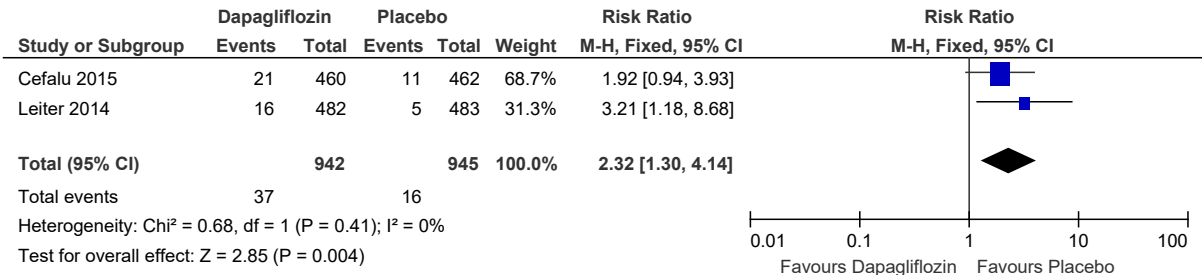 Dapagliflozin Placebo Risk Ratio Risk Ratio
Study or Subgroup Events Total Events Total Weight M-H, Fixed, 95% CI M-H, Fixed, 95% CI
Cefalu 2015 21 460 11 462 68.7% 1.92 [0.94, 3.93]
Leiter 2014 16 482 5 483 31.3% 3.21 [1.18, 8.68]
Total (95% CI) 942 945 100.0% 2.32 [1.30, 4.14]
Total events 37 16
Heterogeneity: Chi² = 0.68, df = 1 (P = 0.41); I² = 0%
Test for overall effect: Z = 2.85 (P = 0.004)
0.01 0.1 1 10 100
Favours Dapagliflozin Favours Placebo